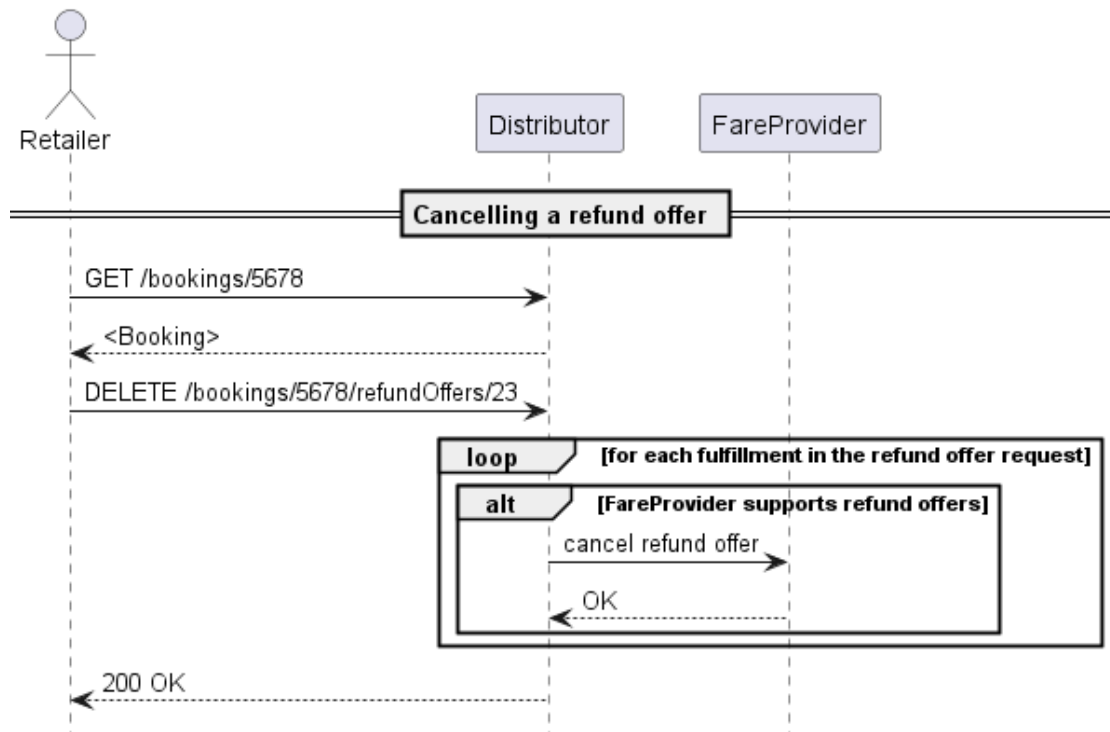 Retailer
Distributor
FareProvider
Cancelling a refund offer
GET /bookings/5678
<Booking>
DELETE /bookings/5678/refundOffers/23
loop [for each fulfillment in the refund offer request]
alt [FareProvider supports refund offers]
cancel refund offer
OK
200 OK